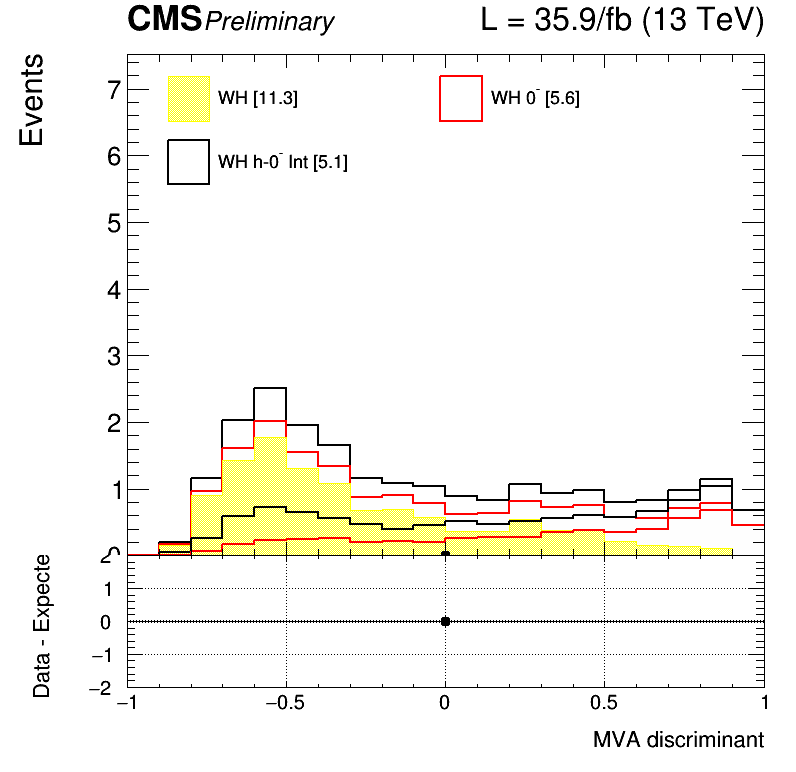 CMS Preliminary L = 35.9/fb (13 TeV)
Events
7
6
5
4
3
2
1
0
WH [11.3]
WH 0⁻ [5.6]
WH h-0⁻ Int [5.1]
Data - Expecte
2
1
0
−1
−2
−1 −0.5 0 0.5 1
MVA discriminant